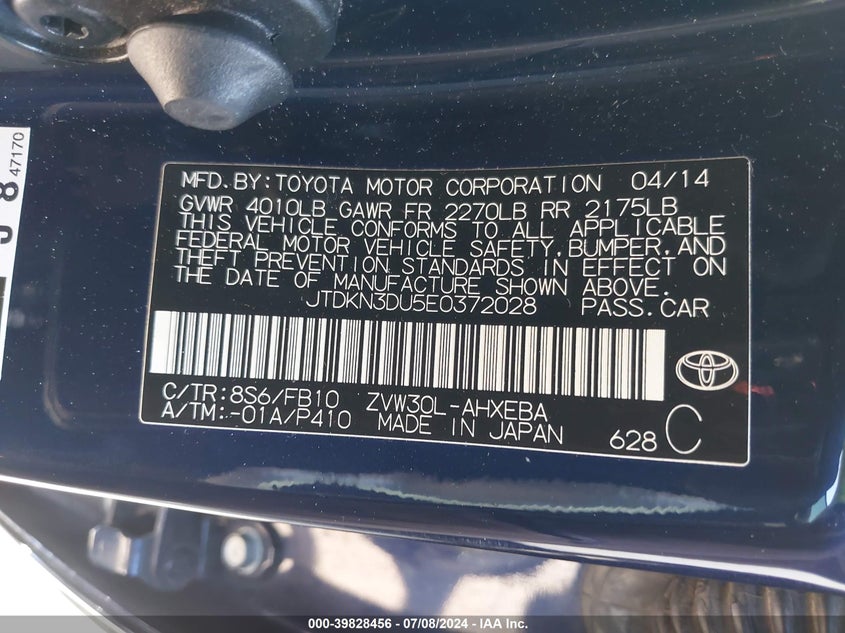 47170
MFD.BY:TOYOTA MOTOR CORPORATION 04/14
GVWR 4010LB GAWR FR 2270LB RR 2175LB
THIS VEHICLE CONFORMS TO ALL APPLICABLE
FEDERAL MOTOR VEHICLE SAFETY,BUMPER,AND
THEFT PREVENTION STANDARDS IN EFFECT ON
THE DATE OF MANUFACTURE SHOWN ABOVE.
JTDKN3DU5E0372028 PASS.CAR
C/TR:8S6/FB10 ZVW30L-AHXEBA
A/TM:-01A/P410 MADE IN JAPAN
628 C
000-39828456 - 07/08/2024 - Copyright © 2024 - IAA Inc.